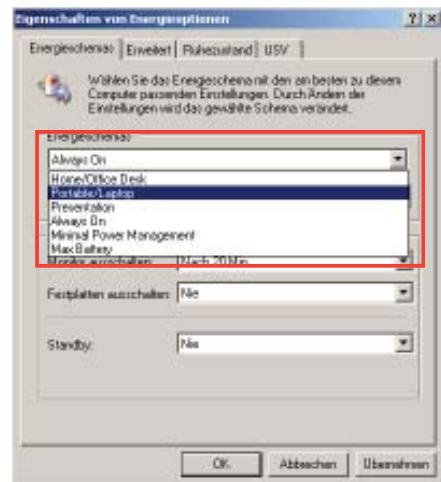 Eigenschaften von Energieoptionen
Energieschemas Erweitert Ruhezustand USV
Wählen Sie das Energieschema mit den am besten zu diesem
Computer passenden Einstellungen. Durch Ändern der
Einstellungen wird das gewählte Schema verändert.
Energieschemas
Always On
Home/Office Desk
Portable/Laptop
Presentation
Always On
Minimal Power Management
Max Battery
Monitor ausschalten: Nach 20 Min.
Festplatten ausschalten: Nie
Standby: Nie
OK Abbrechen Übernehmen